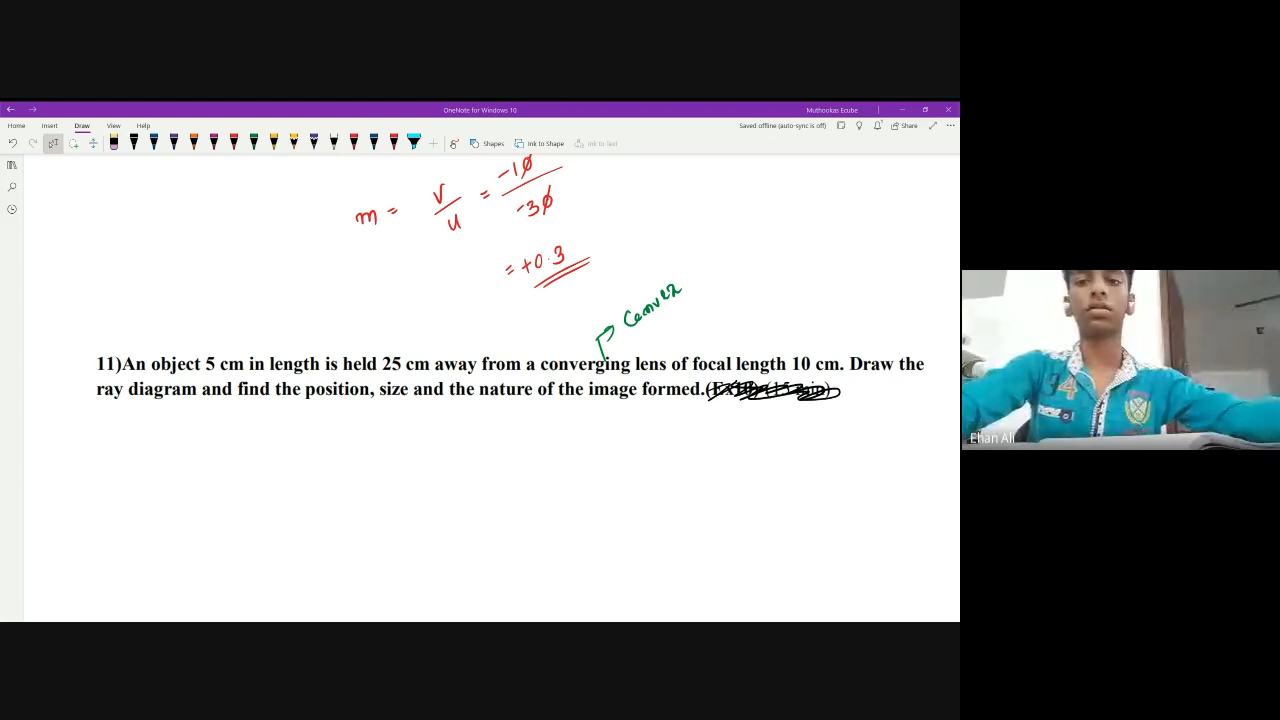 OneNote for Windows 10
Muthookas Ecube
Home Insert Draw View Help
Saved offline (auto-sync is off)
Share
Shapes
Ink to Shape
Ink to Text
m = v/u = -10/-30
= +0.3
Convex
11)An object 5 cm in length is held 25 cm away from a converging lens of focal length 10 cm. Draw the
ray diagram and find the position, size and the nature of the image formed.
Ehan Ali
4